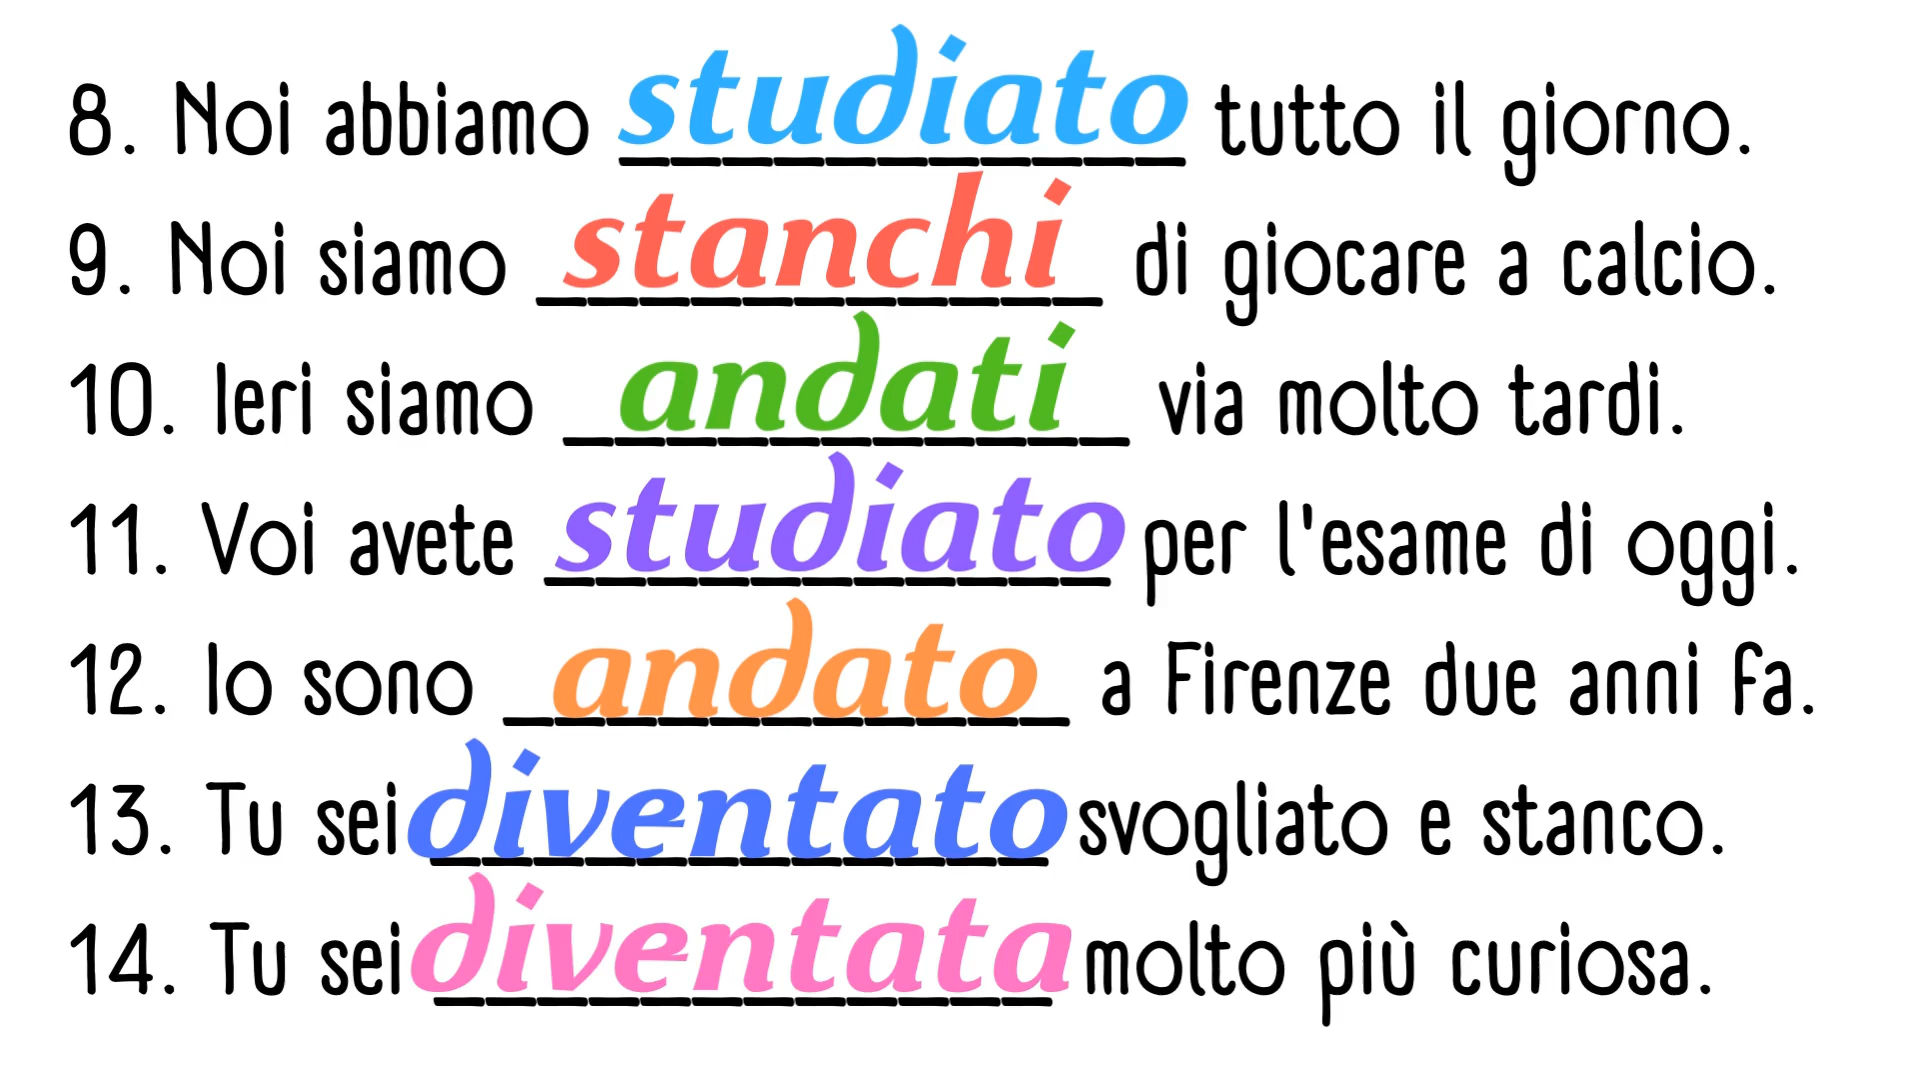 8. Noi abbiamo studiato tutto il giorno.
9. Noi siamo stanchi di giocare a calcio.
10. Ieri siamo andati via molto tardi.
11. Voi avete studiato per l'esame di oggi.
12. Io sono andato a Firenze due anni fa.
13. Tu sei diventato svogliato e stanco.
14. Tu sei diventata molto più curiosa.